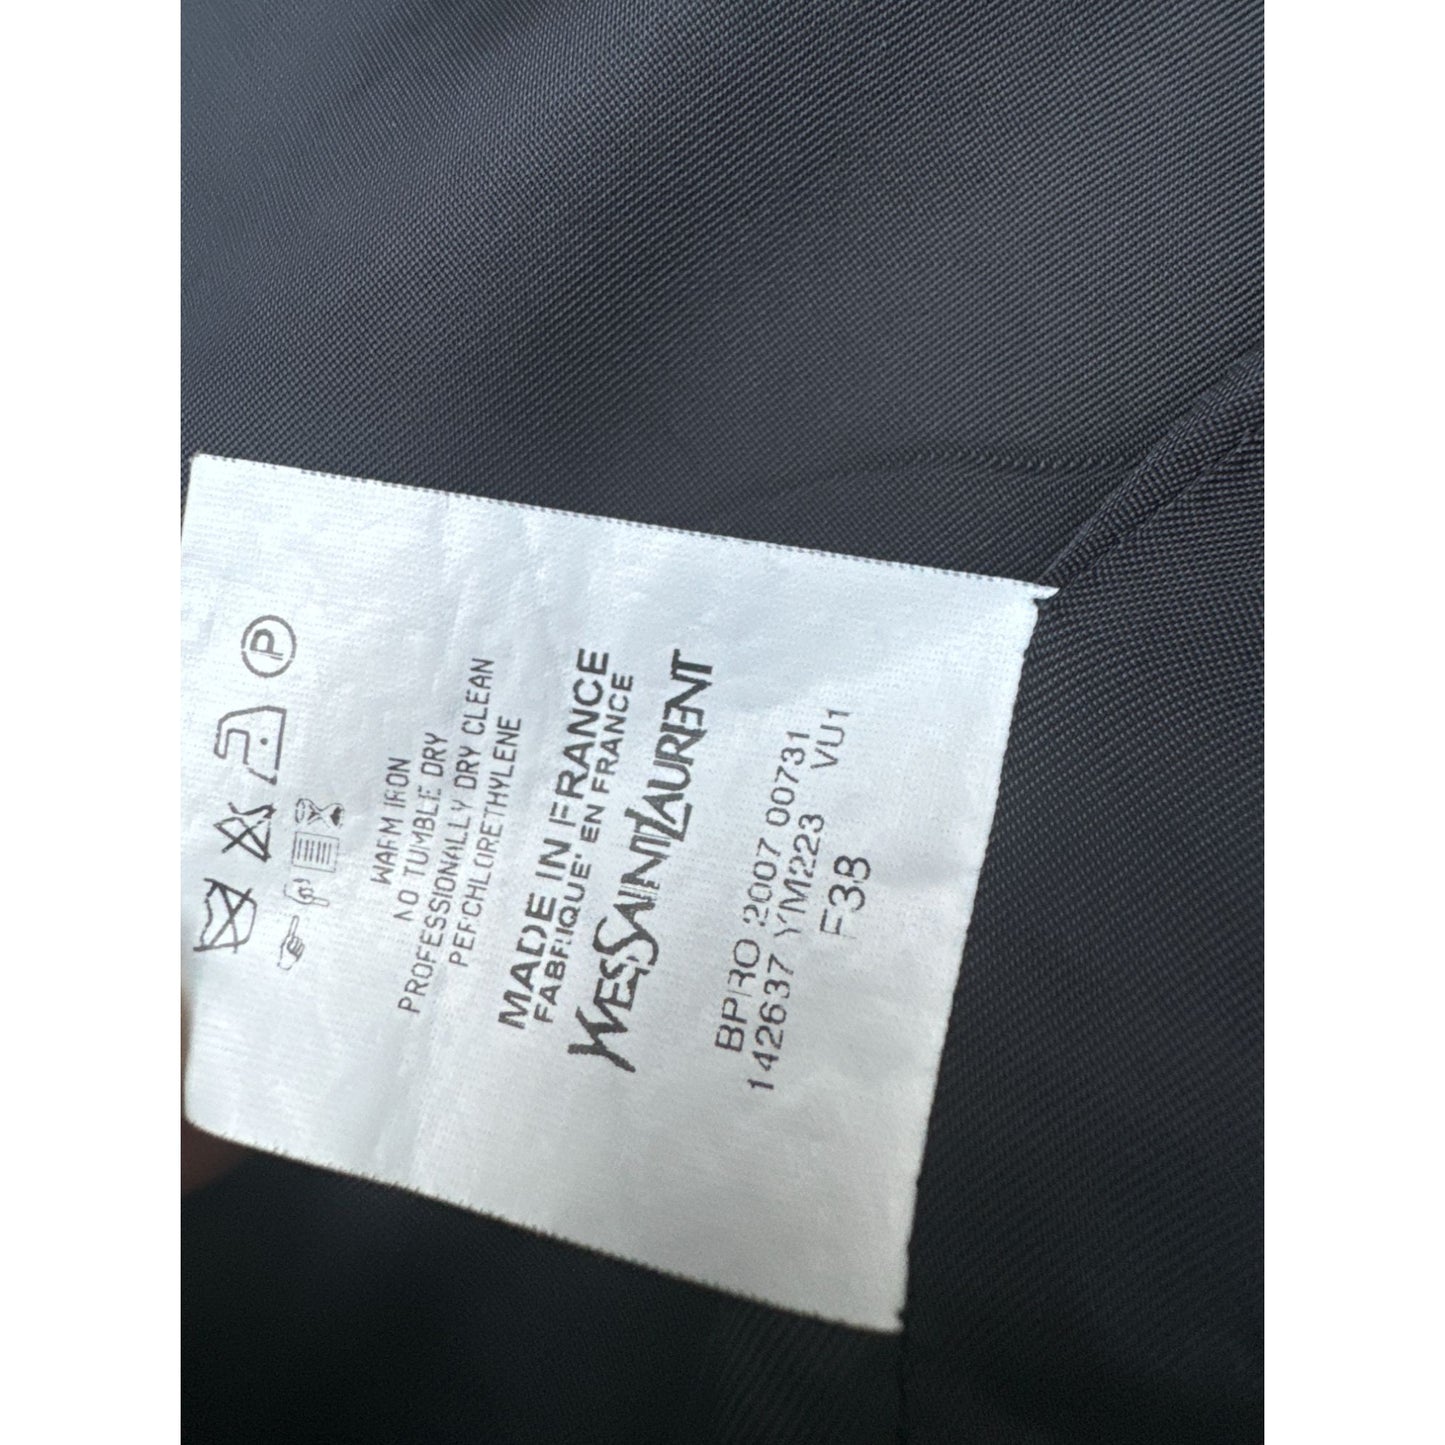 P
WARM IRON
NO TUMBLE DRY
PROFESSIONALLY DRY CLEAN
PERCHLORETHYLENE
MADE IN FRANCE
FABRIQUE' EN FRANCE
YVESSAINTLAURENT
BPRO 2007 00731
142637 YM223 VU1
F38